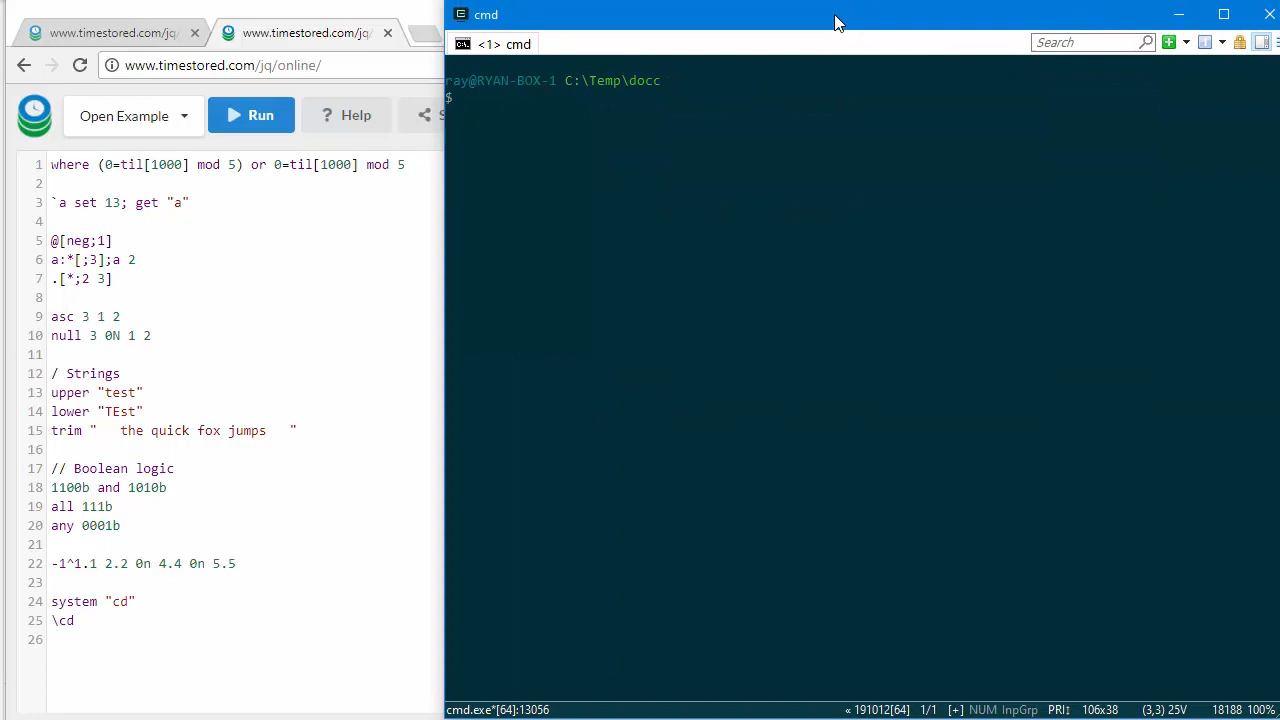 www.timestored.com/jq/
www.timestored.com/jq/
www.timestored.com/jq/online/
Open Example
Run
? Help
1 where (0=til[1000] mod 5) or 0=til[1000] mod 5
2
3 `a set 13; get "a"
4
5 @[neg;1]
6 a:*[;3];a 2
7 .[*;2 3]
8
9 asc 3 1 2
10 null 3 0N 1 2
11
12 / Strings
13 upper "test"
14 lower "TEst"
15 trim "   the quick fox jumps   "
16
17 // Boolean logic
18 1100b and 1010b
19 all 111b
20 any 0001b
21
22 -1^1.1 2.2 0n 4.4 0n 5.5
23
24 system "cd"
25 \cd
26
cmd
<1> cmd
Search
ray@RYAN-BOX-1 C:\Temp\docc
$
cmd.exe*[64]:13056
« 191012[64] 1/1 [+] NUM InpGrp PRI↕ 106x38 (3,3) 25V 18188 100%